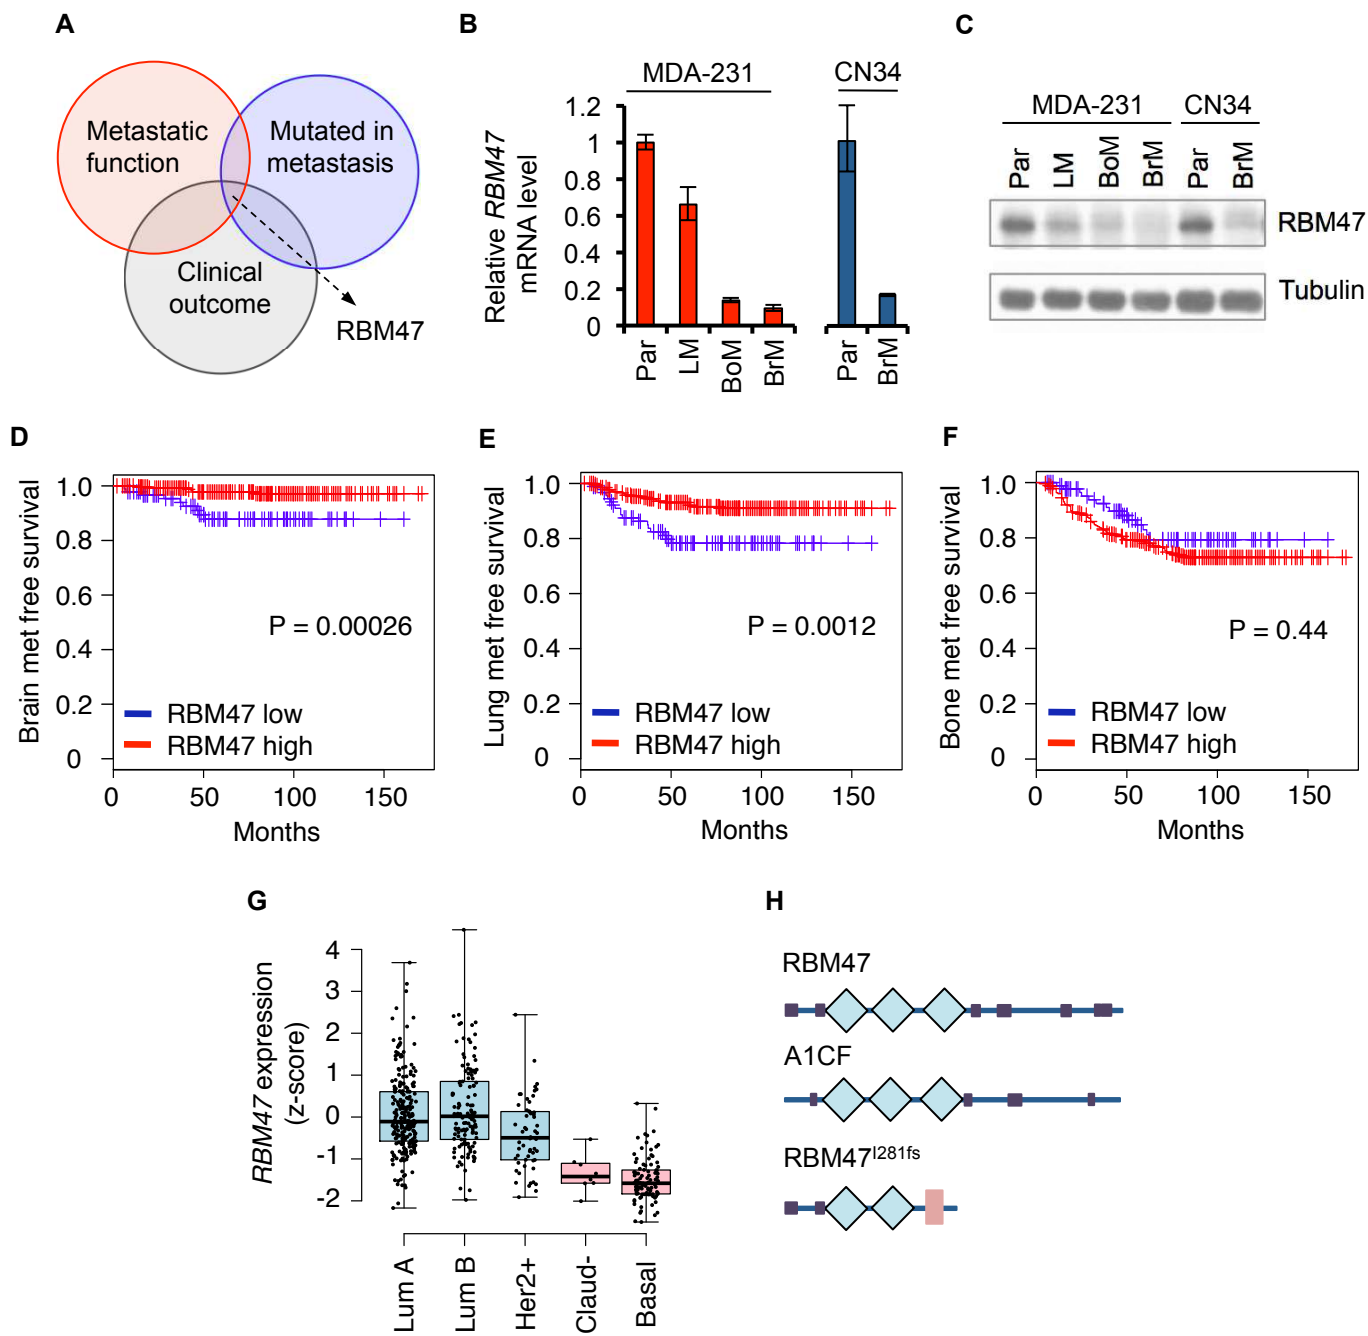 A
Metastatic
function
Mutated in
metastasis
Clinical
outcome
RBM47
B
MDA-231
CN34
Relative RBM47
mRNA level
1.2
1
0.8
0.6
0.4
0.2
0
Par
LM
BoM
BrM
Par
BrM
C
MDA-231
CN34
Par
LM
BoM
BrM
Par
BrM
RBM47
Tubulin
D
Brain met free survival
1.0
0.8
0.6
0.4
0.2
0
P = 0.00026
RBM47 low
RBM47 high
0 50 100 150
Months
E
Lung met free survival
1.0
0.8
0.6
0.4
0.2
0
P = 0.0012
RBM47 low
RBM47 high
0 50 100 150
Months
F
Bone met free survival
1.0
0.8
0.6
0.4
0.2
0
P = 0.44
RBM47 low
RBM47 high
0 50 100 150
Months
G
RBM47 expression
(z-score)
4
3
2
1
0
-1
-2
Lum A
Lum B
Her2+
Claud-
Basal
H
RBM47
A1CF
RBM47I281fs